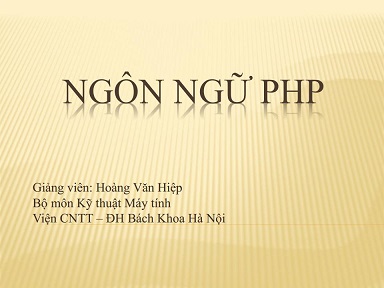 NGÔN NGỮ PHP
Giảng viên: Hoàng Văn Hiệp
Bộ môn Kỹ thuật Máy tính
Viện CNTT – ĐH Bách Khoa Hà Nội